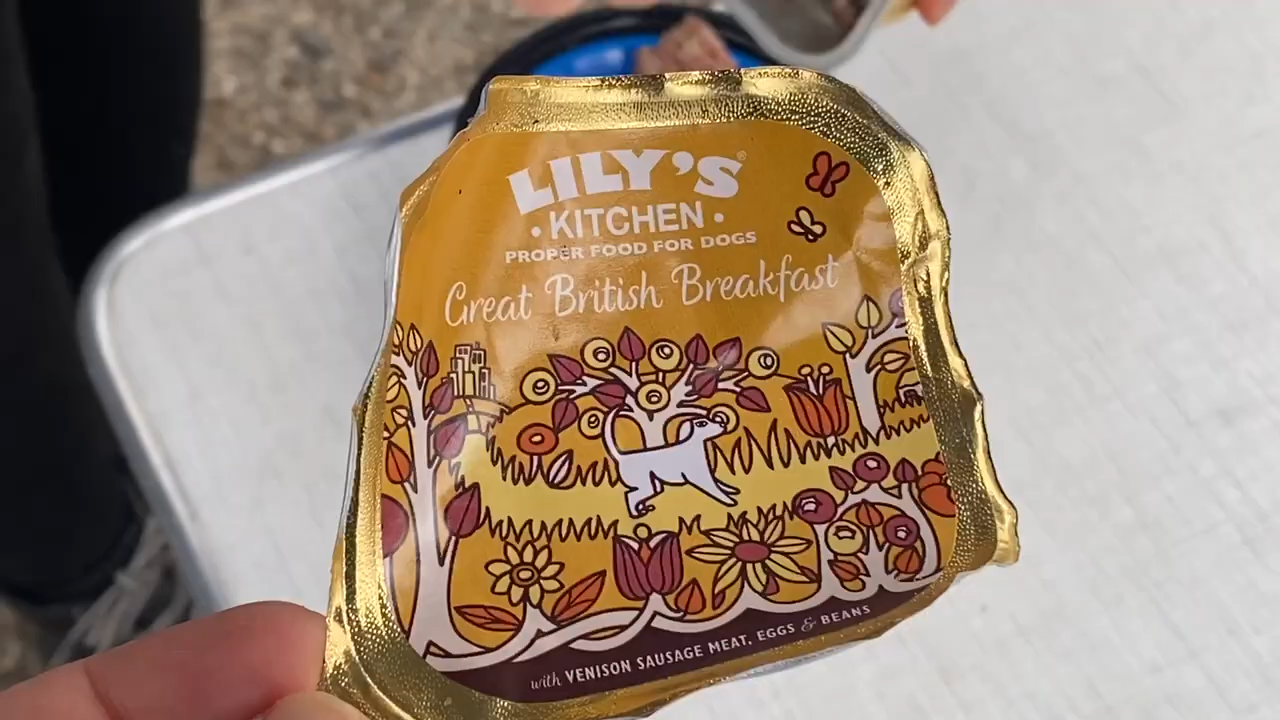 LILY'S®
• KITCHEN •
PROPER FOOD FOR DOGS
Great British Breakfast
with VENISON SAUSAGE MEAT, EGGS & BEANS